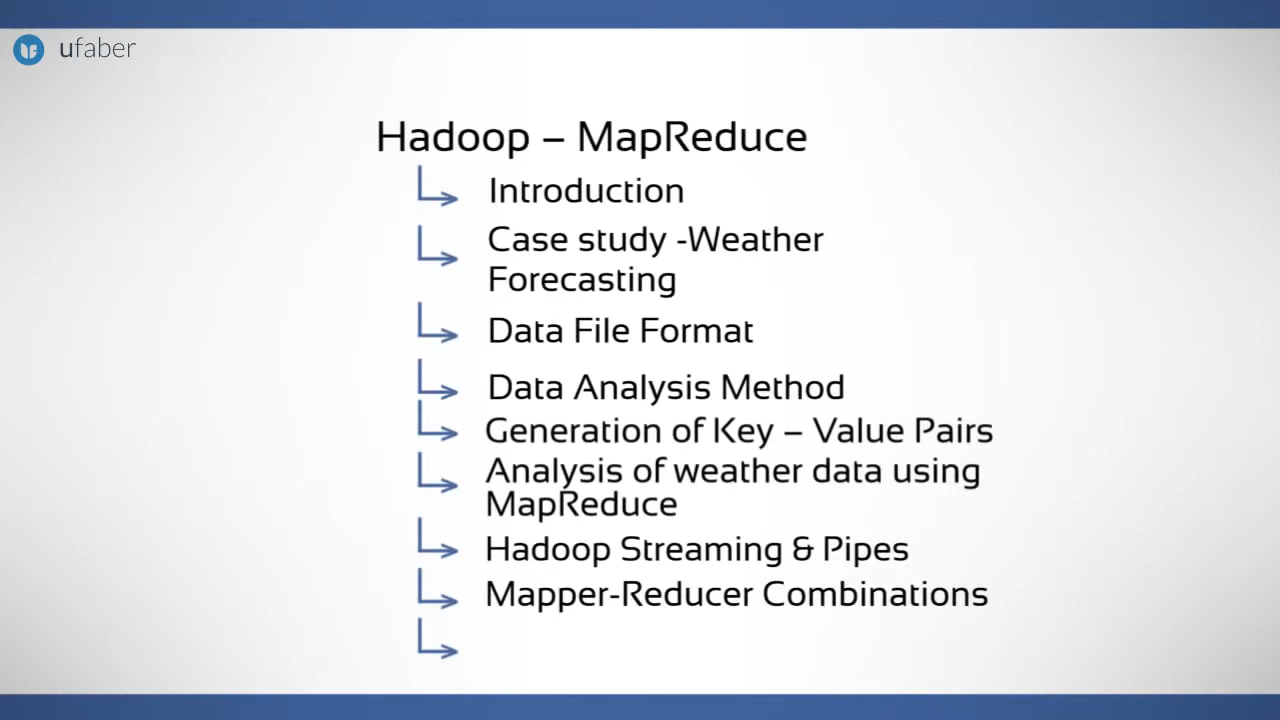 ufaber
Hadoop – MapReduce
Introduction
Case study -Weather
Forecasting
Data File Format
Data Analysis Method
Generation of Key – Value Pairs
Analysis of weather data using
MapReduce
Hadoop Streaming & Pipes
Mapper-Reducer Combinations